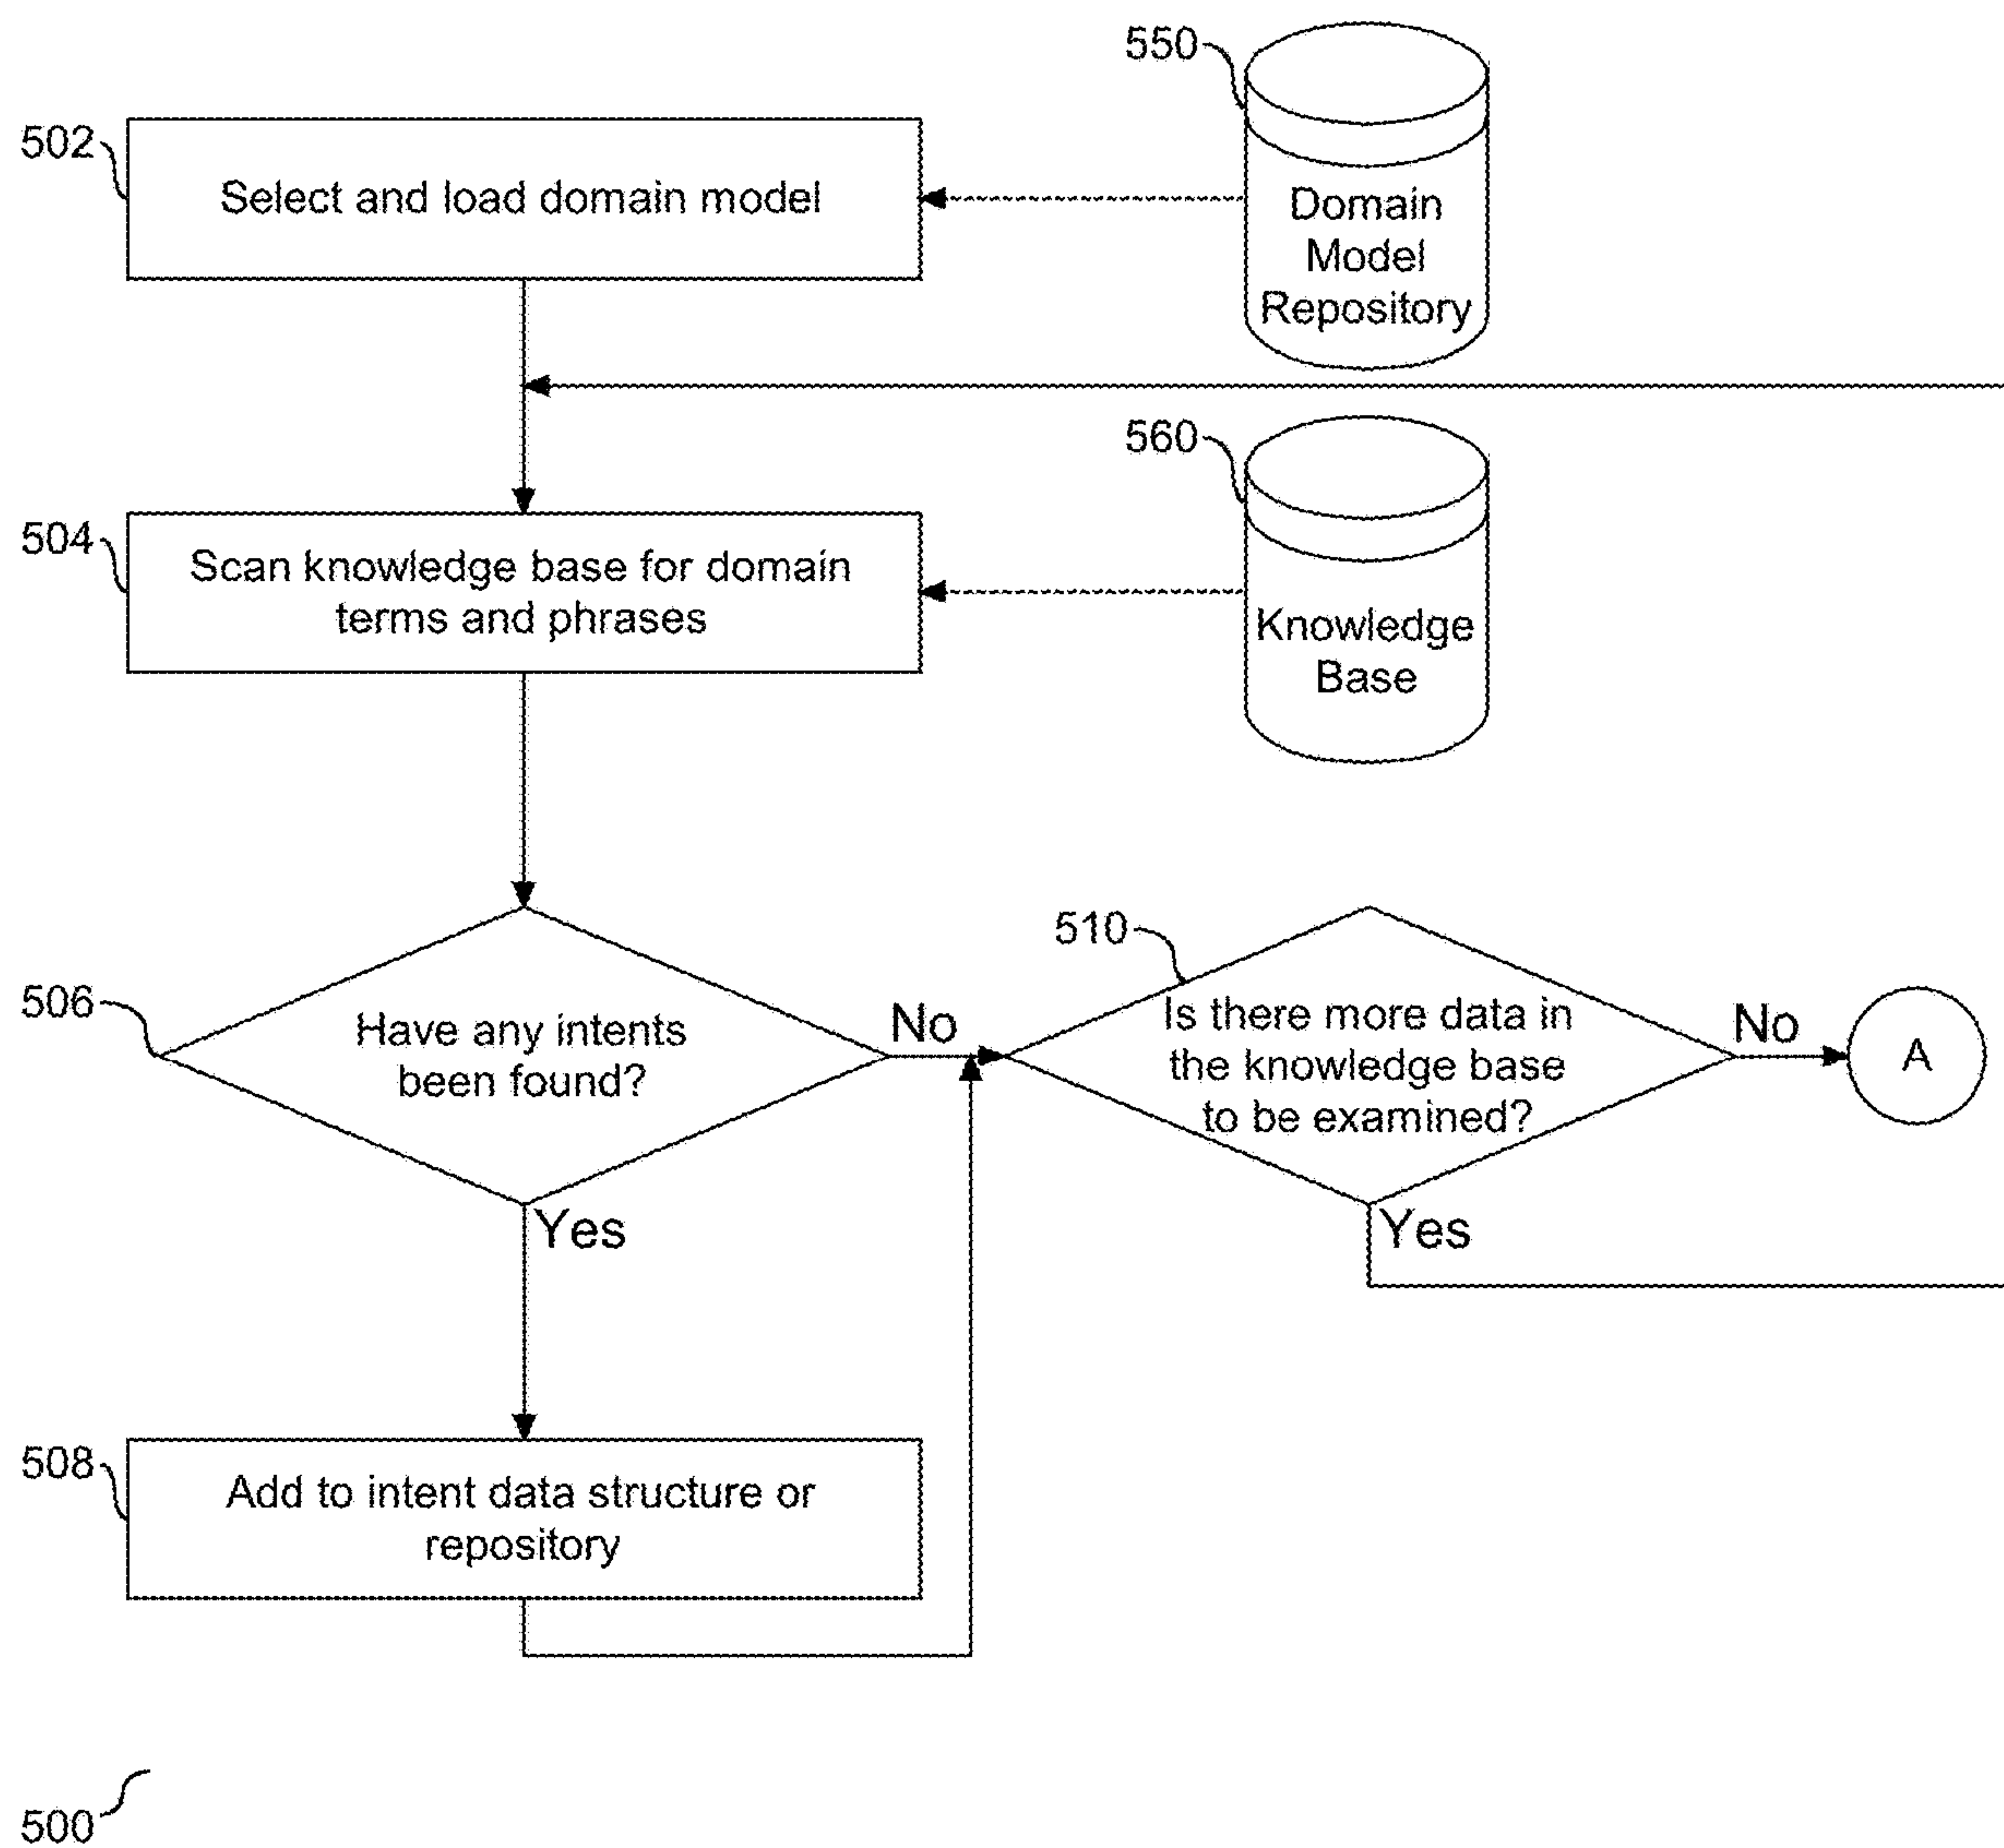 550
502
Select and load domain model
Domain
Model
Repository
560
504
Scan knowledge base for domain
terms and phrases
Knowledge
Base
510
506
Have any intents
been found?
No
Is there more data in
the knowledge base
to be examined?
No
A
Yes
Yes
508
Add to intent data structure or
repository
500